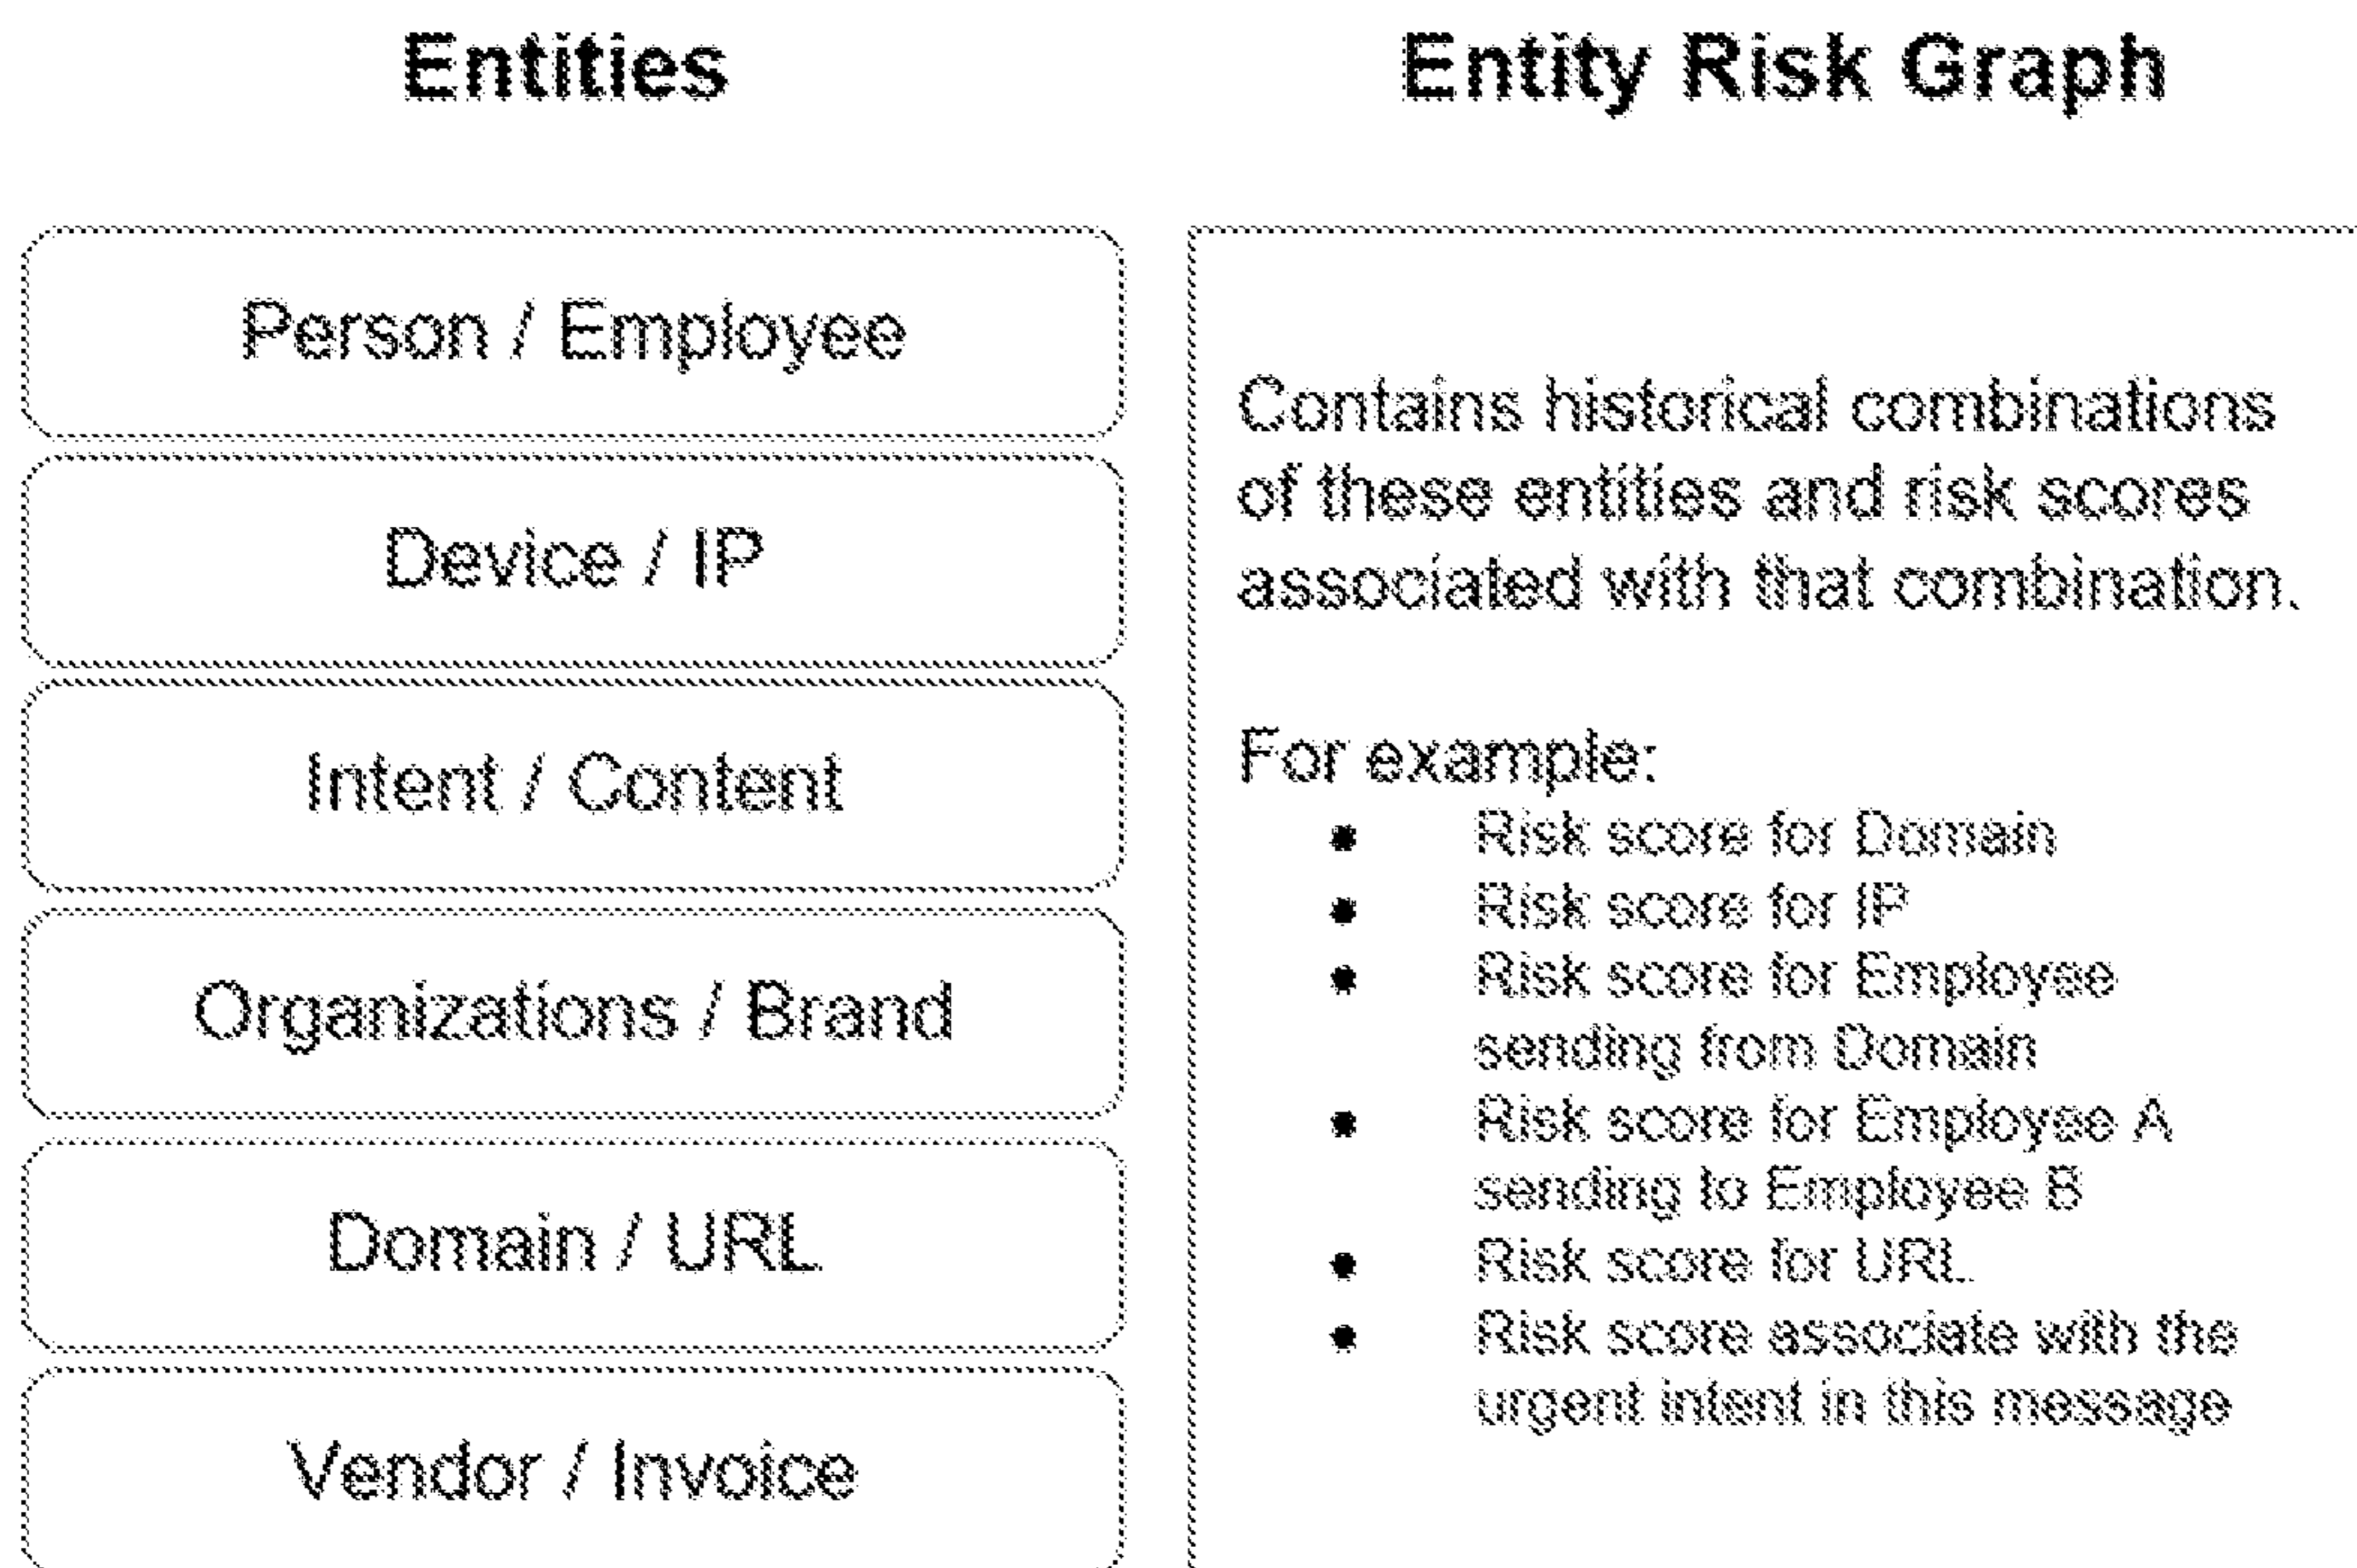 Entities
Entity Risk Graph
Person / Employee
Device / IP
Intent / Content
Organizations / Brand
Domain / URL
Vendor / Invoice
Contains historical combinations
of these entities and risk scores
associated with that combination.
For example:
• Risk score for Domain
• Risk score for IP
• Risk score for Employee
sending from Domain
• Risk score for Employee A
sending to Employee B
• Risk score for URL
• Risk score associate with the
urgent intent in this message